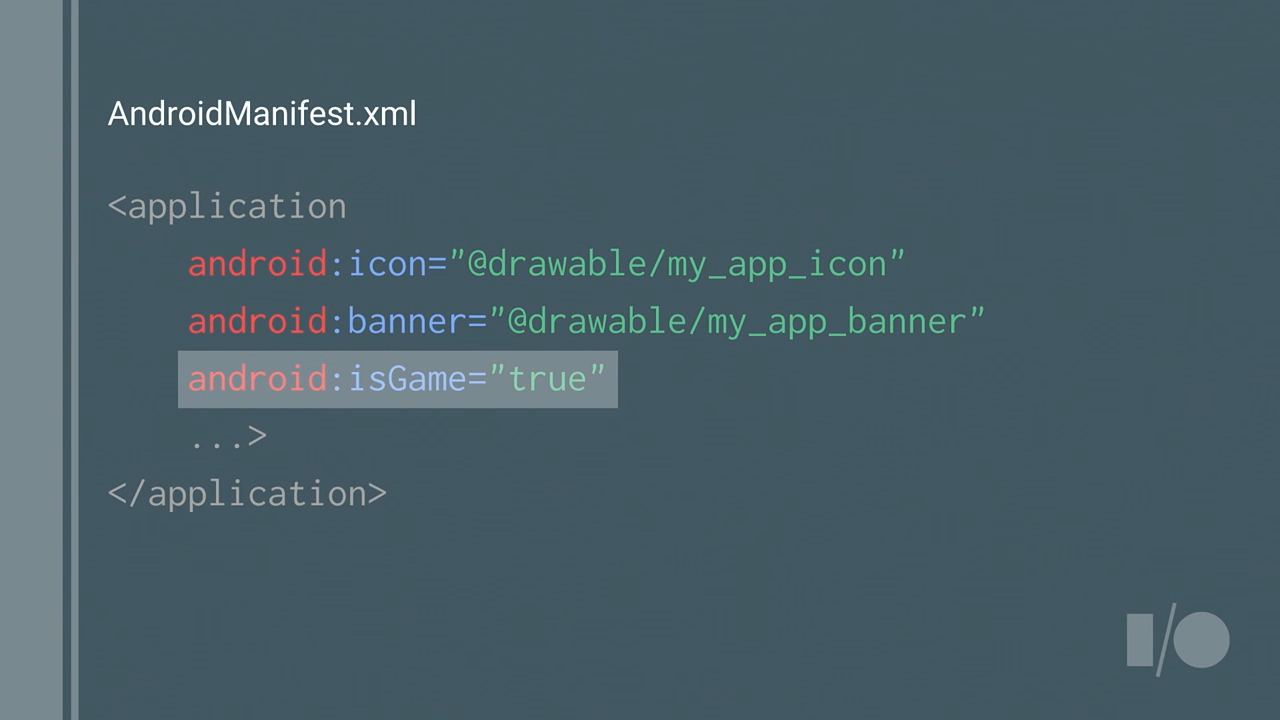 AndroidManifest.xml
<application
android:icon="@drawable/my_app_icon"
android:banner="@drawable/my_app_banner"
android:isGame="true"
...>
</application>
I/O